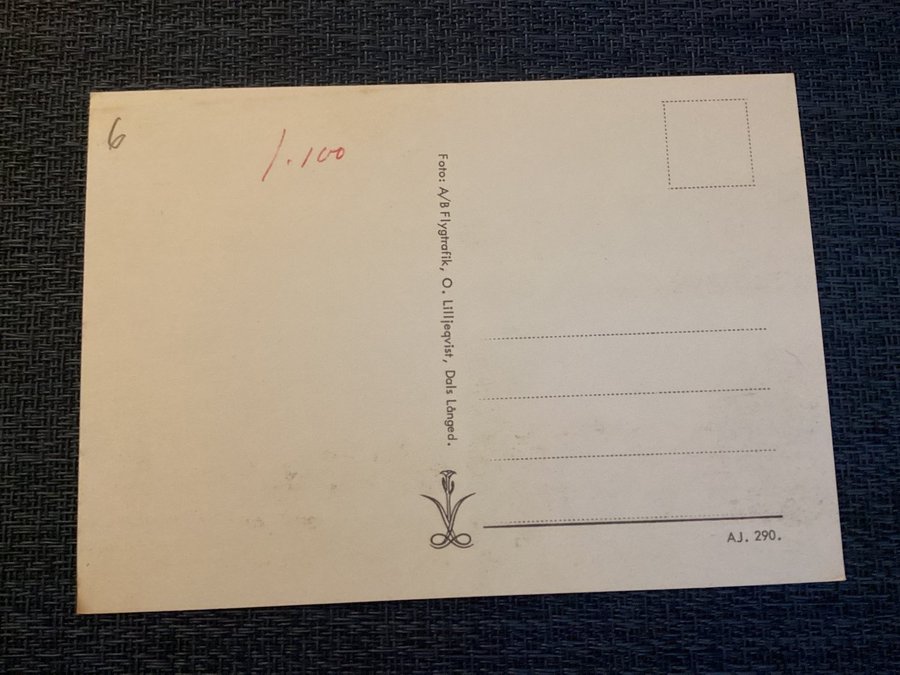 6
1.100
Foto: A/B Flygtrafik, O. Lilljeqvist, Dals Långed.
AJ. 290.